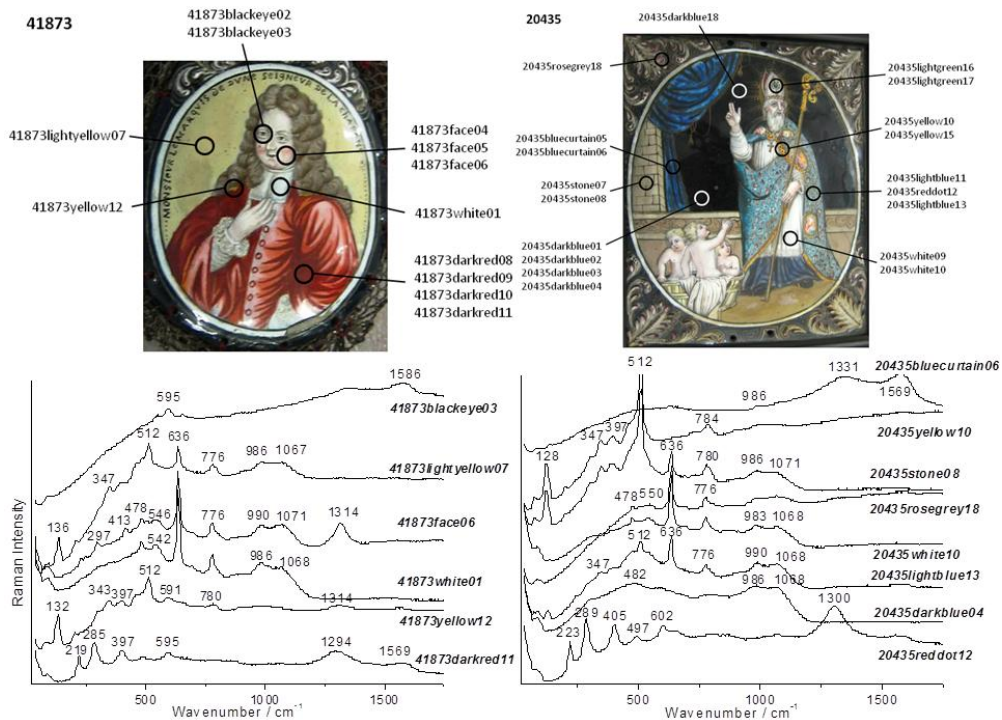 41873
41873blackeye02
41873blackeye03
41873lightyellow07
41873face04
41873face05
41873face06
41873yellow12
41873white01
41873darkred08
41873darkred09
41873darkred10
41873darkred11
MONSIEUR LE MARQUIS DE
SEIGNEUR DE
20435
20435darkblue18
20435rosegrey18
20435lightgreen16
20435lightgreen17
20435yellow10
20435yellow15
20435bluecurtain05
20435bluecurtain06
20435stone07
20435stone08
20435lightblue11
20435reddot12
20435lightblue13
20435darkblue01
20435darkblue02
20435darkblue03
20435darkblue04
20435white09
20435white10
Raman Intensity
595 1586
41873blackeye03
347 512 636 776 986 1067
41873lightyellow07
136 297 413 478 546 776 990 1071 1314
41873face06
542 986 1068
41873white01
132 343 397 512 591 780 1314
41873yellow12
219 285 397 595 1294 1569
41873darkred11
500 1000 1500
Wavenumber / cm⁻¹
512 986 1331 1569
20435bluecurtain06
347 397 784
20435yellow10
128 636 780 986 1071
20435stone08
478 550 776
20435rosegrey18
636 983 1068
20435white10
347 512 776 990 1068
20435lightblue13
482 986 1068
20435darkblue04
223 289 405 497 602 1300
20435reddot12
500 1000 1500
Wavenumber / cm⁻¹